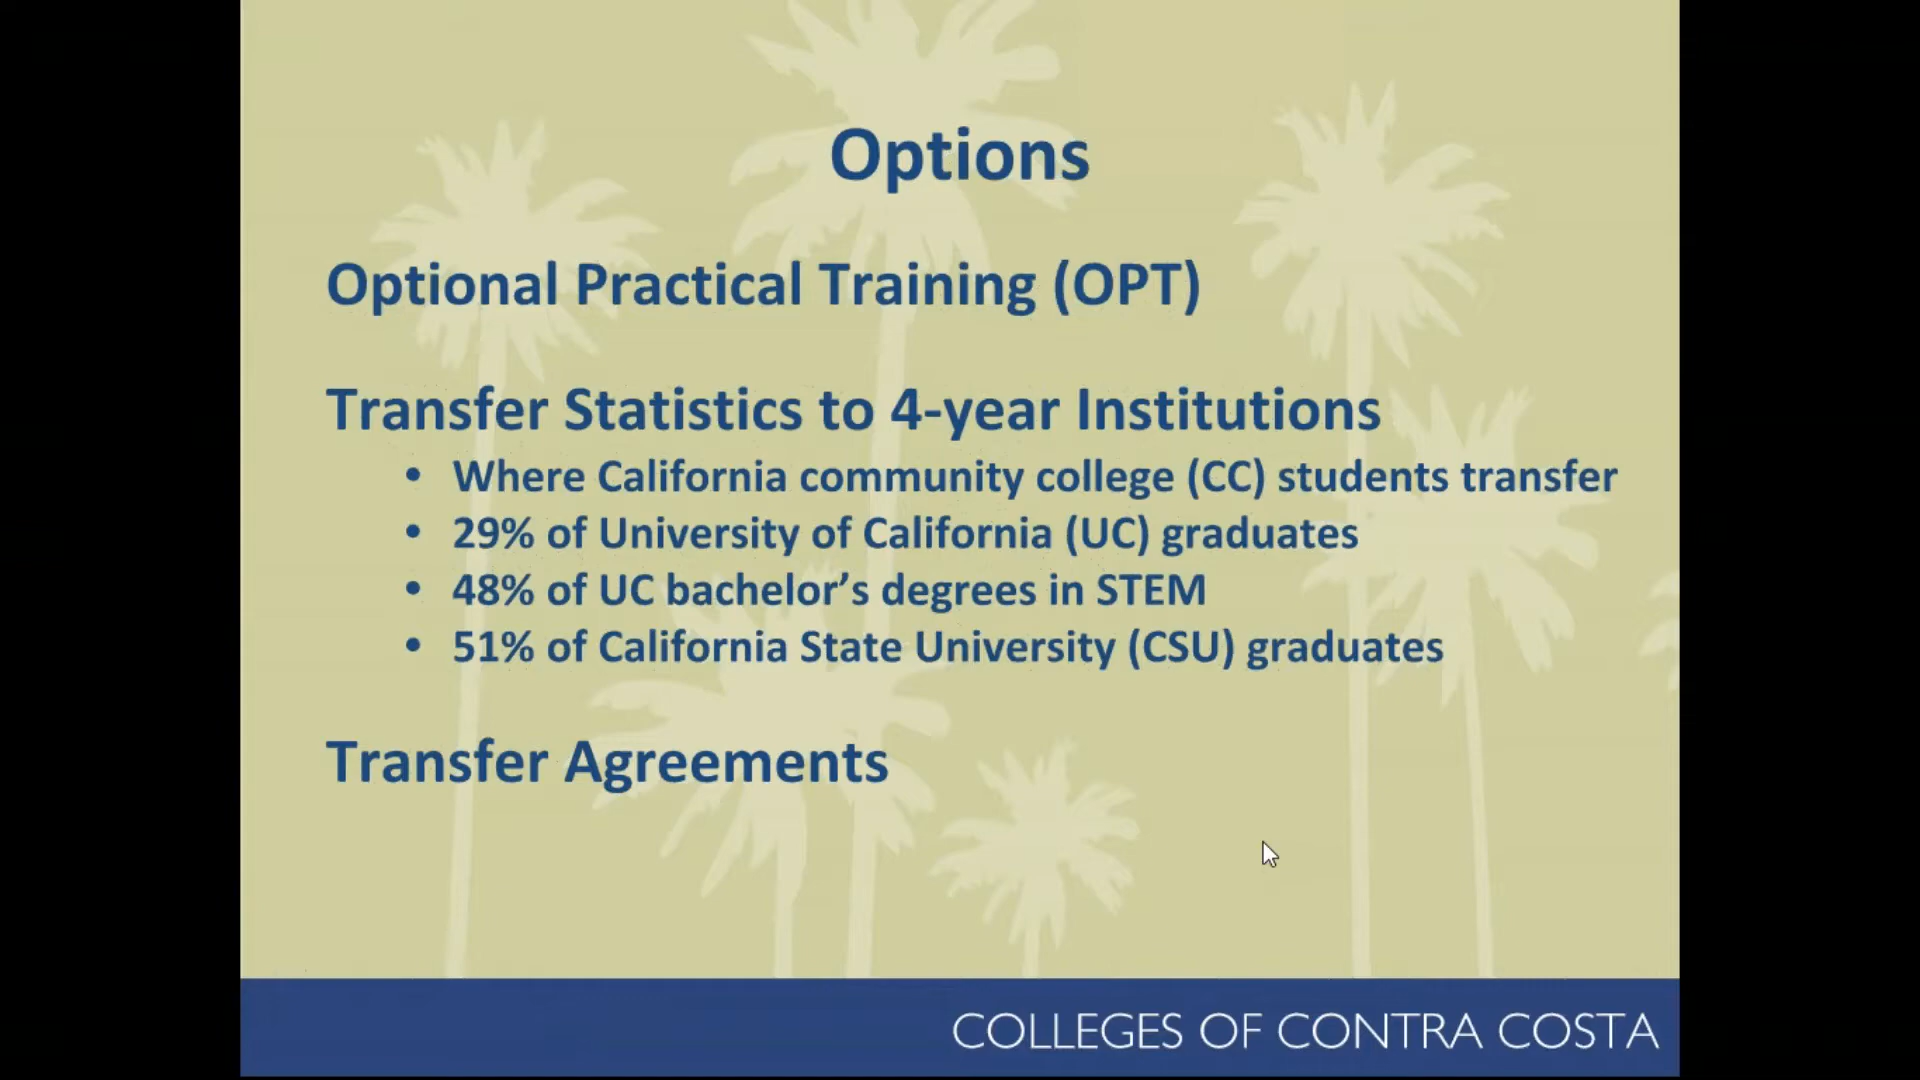 Options
Optional Practical Training (OPT)
Transfer Statistics to 4-year Institutions
• Where California community college (CC) students transfer
• 29% of University of California (UC) graduates
• 48% of UC bachelor’s degrees in STEM
• 51% of California State University (CSU) graduates
Transfer Agreements
COLLEGES OF CONTRA COSTA